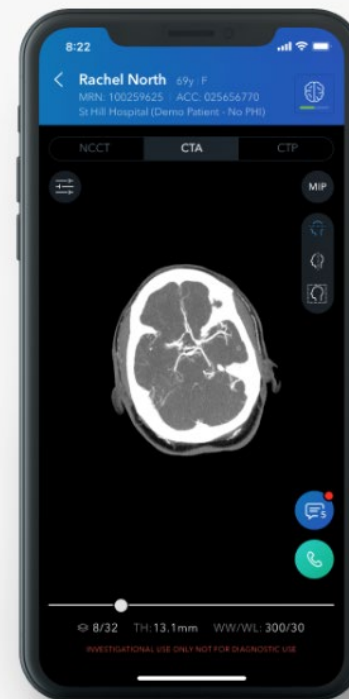 8:22
Rachel North 69y F
MRN: 100259625 ACC: 025656770
St Hill Hospital (Demo Patient - No PHI)
NCCT CTA CTP
MIP
5
8/32 TH:13.1mm WW/WL: 300/30
INVESTIGATIONAL USE ONLY NOT FOR DIAGNOSTIC USE